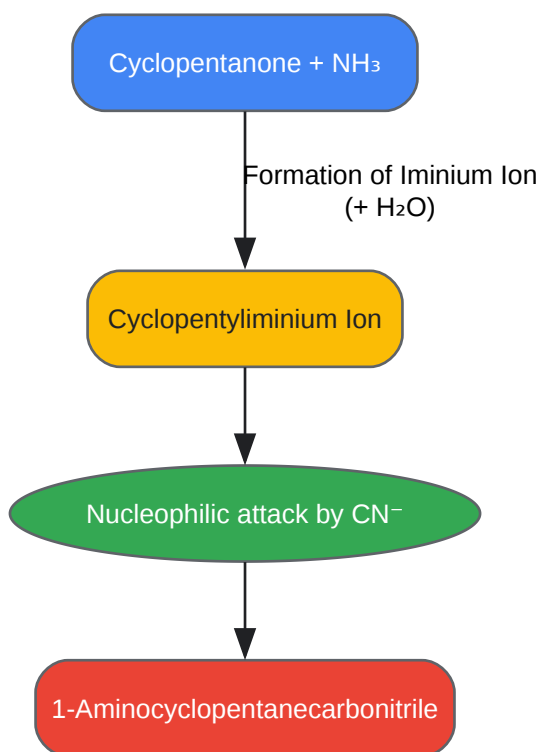 Cyclopentanone + NH₃
Formation of Iminium Ion
(+ H₂O)
Cyclopentyliminium Ion
Nucleophilic attack by CN⁻
1-Aminocyclopentanecarbonitrile